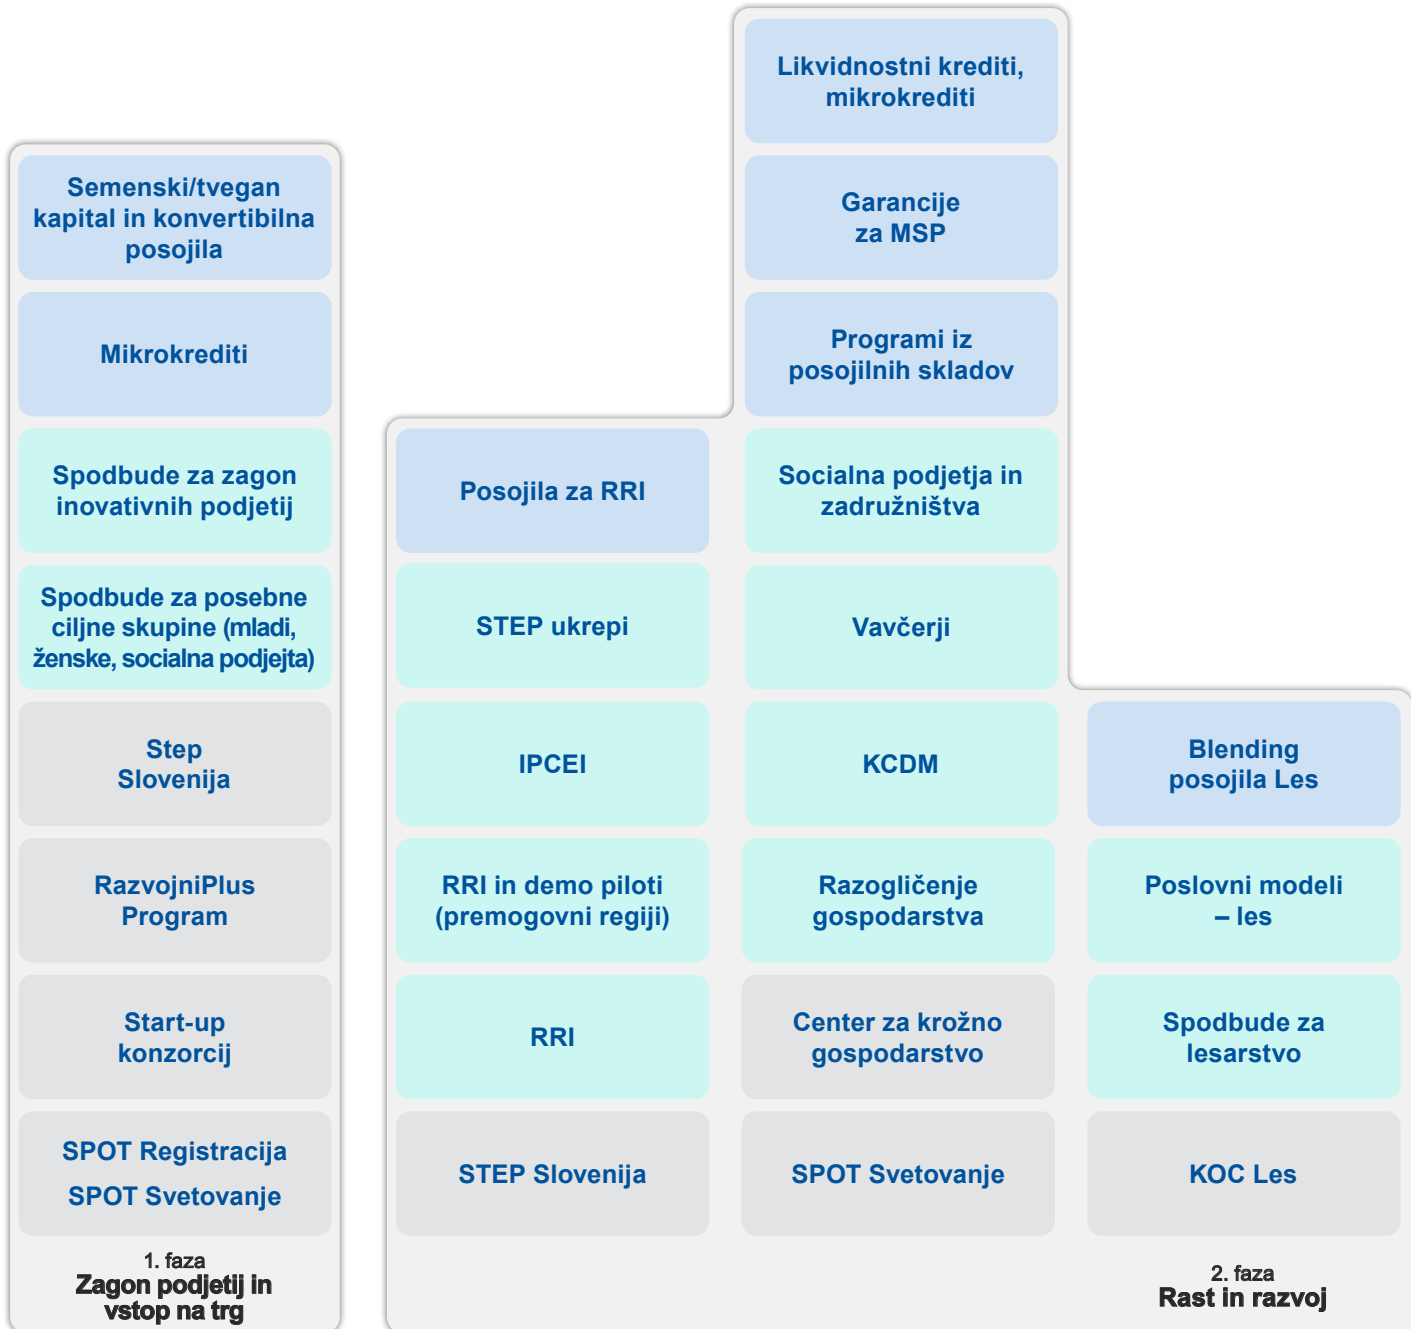 Semenski/tvegan
kapital in konvertibilna
posojila
Mikrokrediti
Spodbude za zagon
inovativnih podjetij
Spodbude za posebne
ciljne skupine (mladi,
ženske, socialna podjejta)
Step
Slovenija
RazvojniPlus
Program
Start-up
konzorcij
SPOT Registracija
SPOT Svetovanje
1. faza
Zagon podjetij in
vstop na trg
Posojila za RRI
STEP ukrepi
IPCEI
RRI in demo piloti
(premogovni regiji)
RRI
STEP Slovenija
Likvidnostni krediti,
mikrokrediti
Garancije
za MSP
Programi iz
posojilnih skladov
Socialna podjetja in
zadružništva
Vavčerji
KCDM
Razogličenje
gospodarstva
Center za krožno
gospodarstvo
SPOT Svetovanje
Blending
posojila Les
Poslovni modeli
– les
Spodbude za
lesarstvo
KOC Les
2. faza
Rast in razvoj